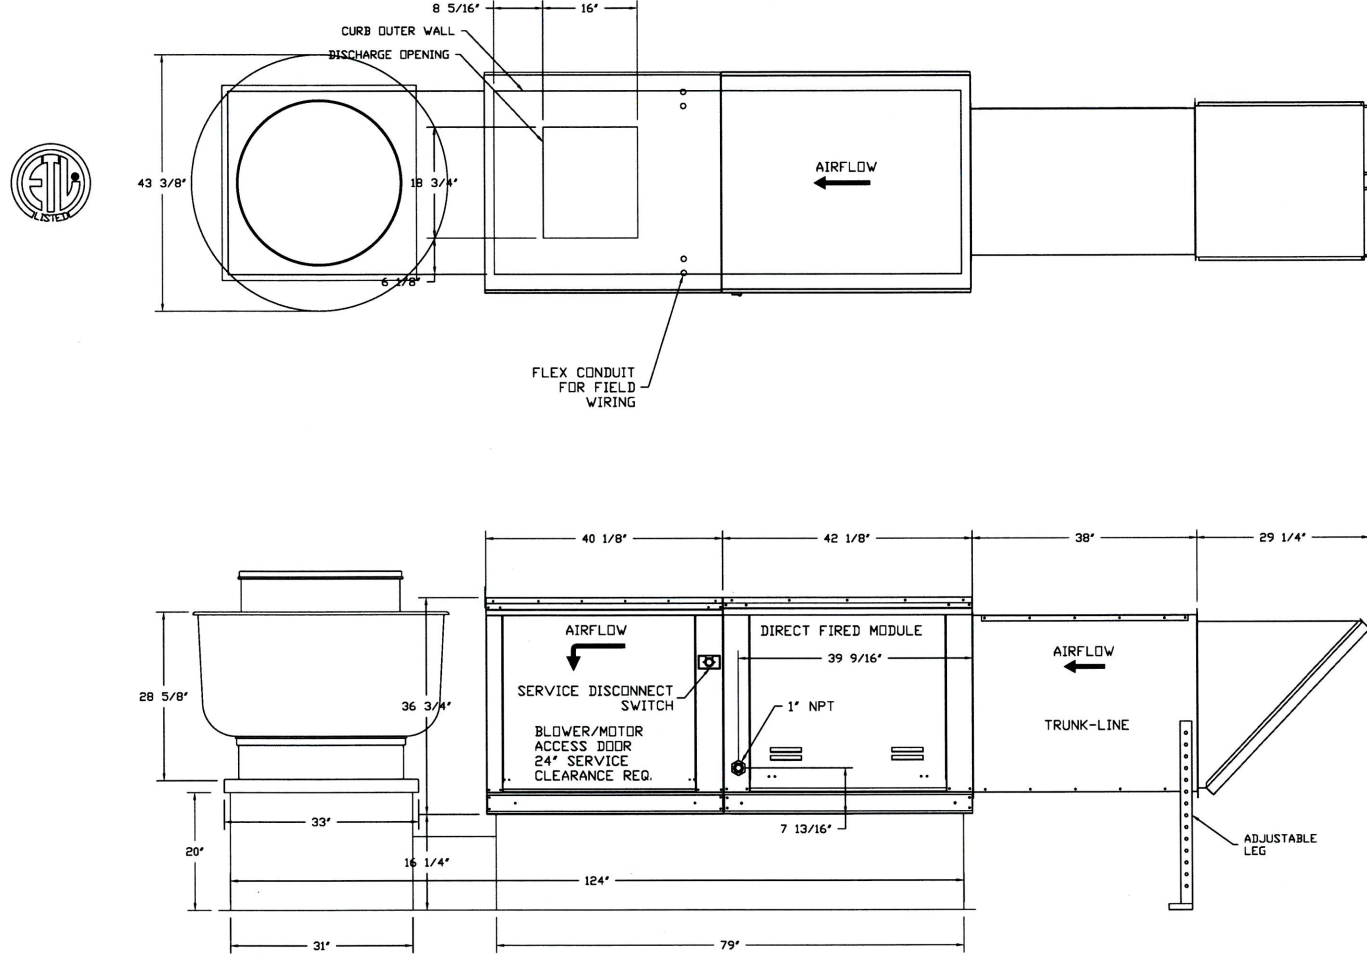 8 5/16"
16"
CURB OUTER WALL
DISCHARGE OPENING
ETL
LISTED
43 3/8"
18 3/4"
AIRFLOW
6 1/8"
FLEX CONDUIT
FOR FIELD
WIRING
40 1/8"
42 1/8"
38"
29 1/4"
AIRFLOW
DIRECT FIRED MODULE
39 9/16"
AIRFLOW
28 5/8"
36 3/4"
SERVICE DISCONNECT
SWITCH
1" NPT
TRUNK-LINE
BLOWER/MOTOR
ACCESS DOOR
24" SERVICE
CLEARANCE REQ.
33"
7 13/16"
20"
16 1/4"
ADJUSTABLE
LEG
124"
31"
79"